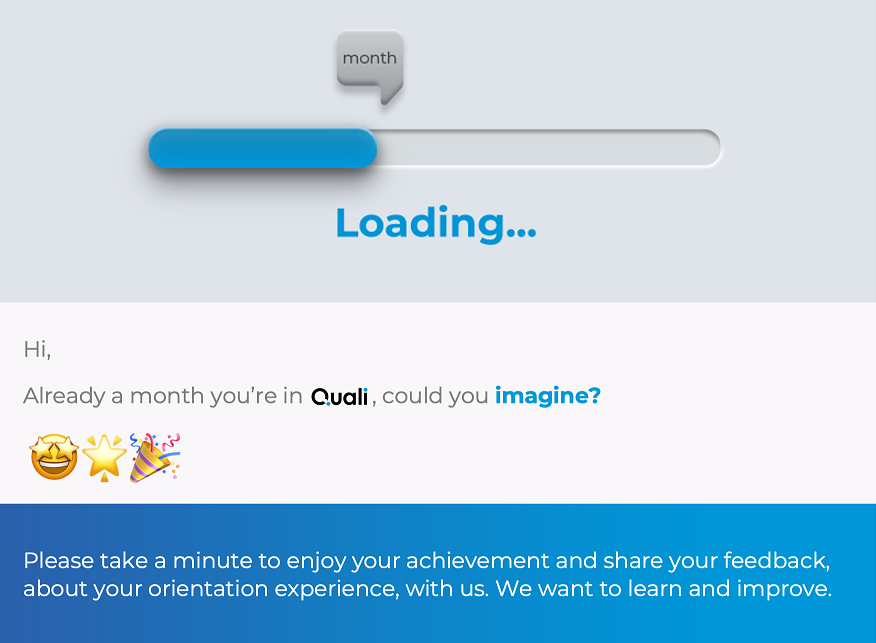 month
Loading...
Hi,
Already a month you’re in Quali, could you imagine?
Please take a minute to enjoy your achievement and share your feedback,
about your orientation experience, with us. We want to learn and improve.